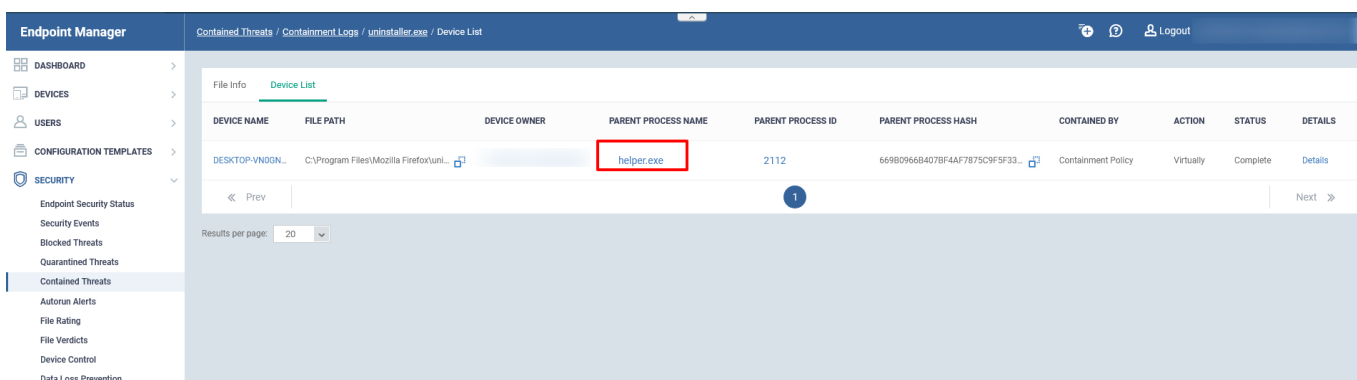 Endpoint Manager
Contained Threats / Containment Logs / uninstaller.exe / Device List
Logout
DASHBOARD
DEVICES
USERS
CONFIGURATION TEMPLATES
SECURITY
Endpoint Security Status
Security Events
Blocked Threats
Quarantined Threats
Contained Threats
Autorun Alerts
File Rating
File Verdicts
Device Control
Data Loss Prevention
File Info Device List
DEVICE NAME FILE PATH DEVICE OWNER PARENT PROCESS NAME PARENT PROCESS ID PARENT PROCESS HASH CONTAINED BY ACTION STATUS DETAILS
DESKTOP-VN0GN... C:\Program Files\Mozilla Firefox\uni... helper.exe 2112 669B0966B407BF4AF7875C9F5F33... Containment Policy Virtually Complete Details
Prev 1 Next
Results per page: 20